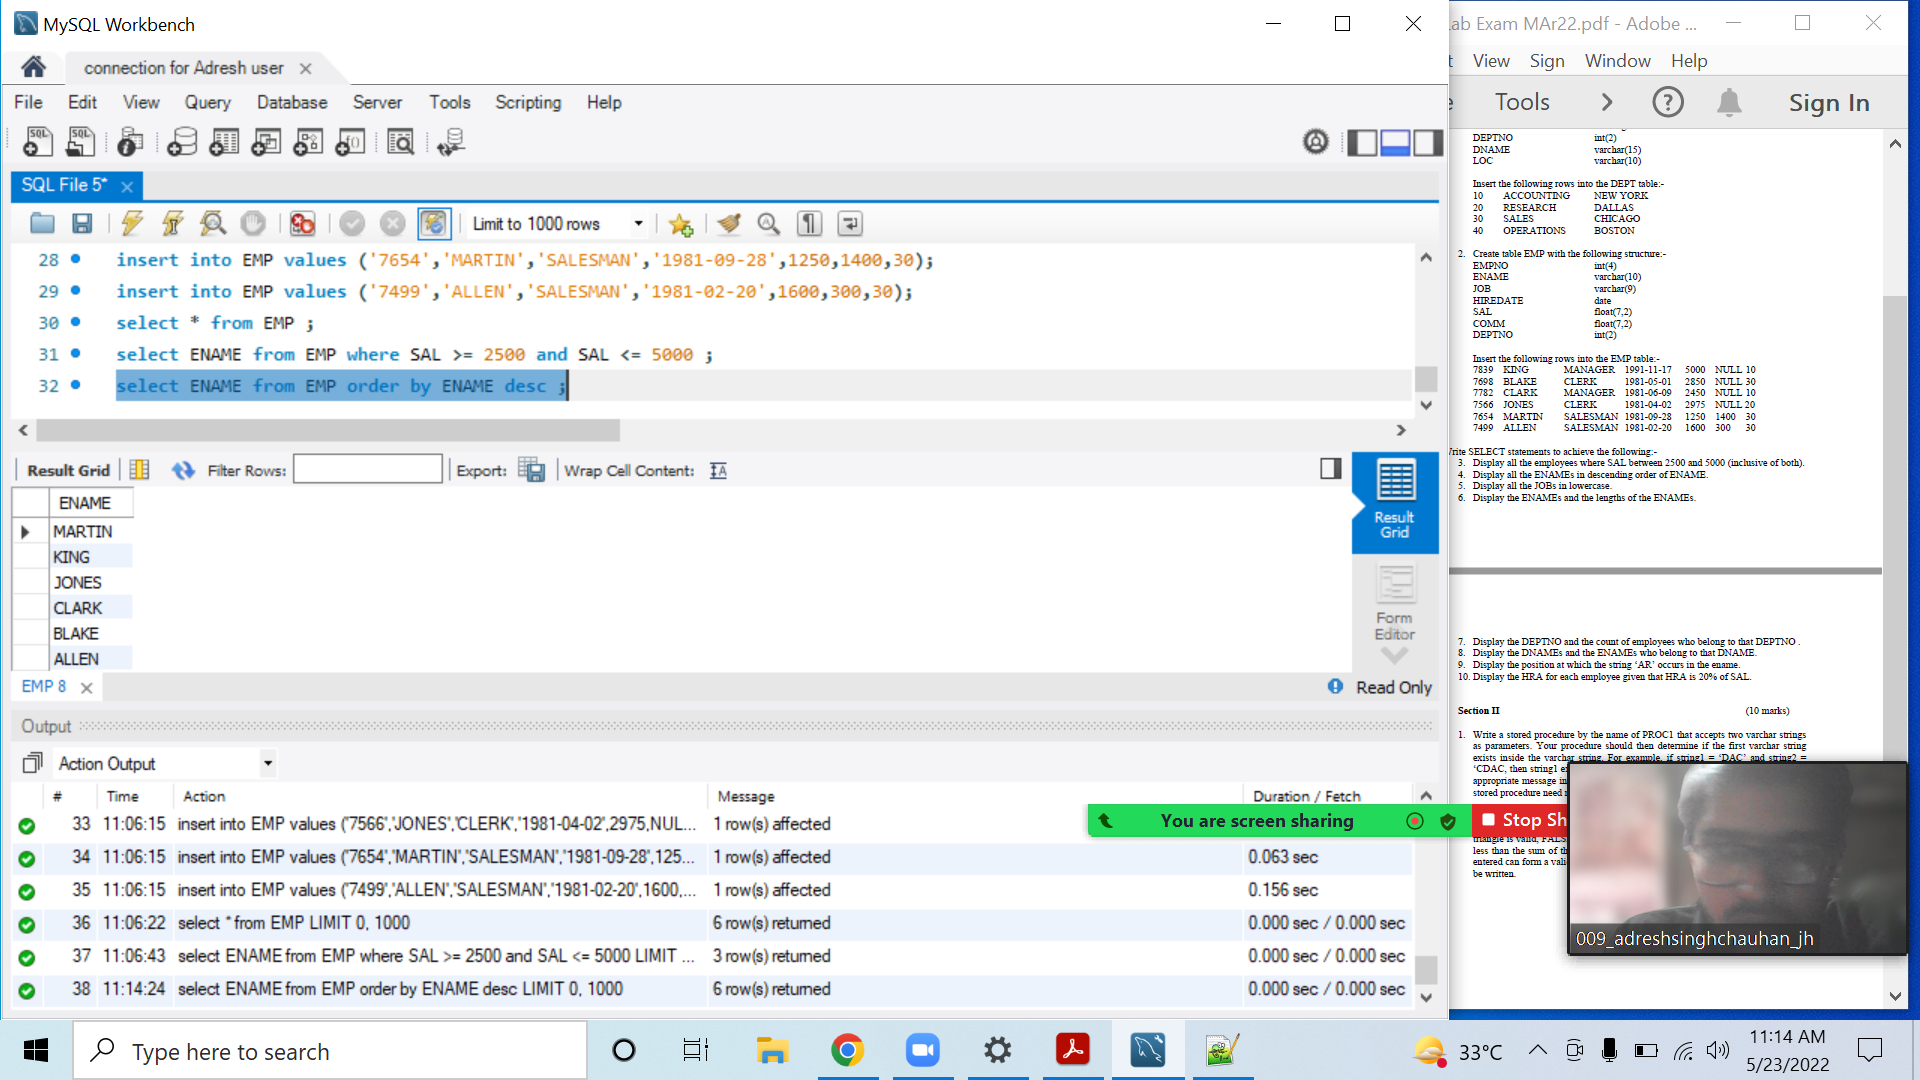 MySQL Workbench
connection for Adresh user
File Edit View Query Database Server Tools Scripting Help
SQL File 5*
Limit to 1000 rows
28 insert into EMP values ('7654','MARTIN','SALESMAN','1981-09-28',1250,1400,30);
29 insert into EMP values ('7499','ALLEN','SALESMAN','1981-02-20',1600,300,30);
30 select * from EMP ;
31 select ENAME from EMP where SAL >= 2500 and SAL <= 5000 ;
32 select ENAME from EMP order by ENAME desc ;
Result Grid Filter Rows: Export: Wrap Cell Content:
ENAME
MARTIN
KING
JONES
CLARK
BLAKE
ALLEN
Result
Grid
Form
Editor
EMP 8
Read Only
Output
Action Output
# Time Action Message Duration / Fetch
33 11:06:15 insert into EMP values ('7566','JONES','CLERK','1981-04-02',2975,NUL... 1 row(s) affected
34 11:06:15 insert into EMP values ('7654','MARTIN','SALESMAN','1981-09-28',125... 1 row(s) affected 0.063 sec
35 11:06:15 insert into EMP values ('7499','ALLEN','SALESMAN','1981-02-20',1600,... 1 row(s) affected 0.156 sec
36 11:06:22 select * from EMP LIMIT 0, 1000 6 row(s) returned 0.000 sec / 0.000 sec
37 11:06:43 select ENAME from EMP where SAL >= 2500 and SAL <= 5000 LIMIT ... 3 row(s) returned 0.000 sec / 0.000 sec
38 11:14:24 select ENAME from EMP order by ENAME desc LIMIT 0, 1000 6 row(s) returned 0.000 sec / 0.000 sec
ab Exam MAr22.pdf - Adobe ...
View Sign Window Help
Tools Sign In
DEPTNO int(2)
DNAME varchar(15)
LOC varchar(10)
Insert the following rows into the DEPT table:-
10 ACCOUNTING NEW YORK
20 RESEARCH DALLAS
30 SALES CHICAGO
40 OPERATIONS BOSTON
2. Create table EMP with the following structure:-
EMPNO int(4)
ENAME varchar(10)
JOB varchar(9)
HIREDATE date
SAL float(7,2)
COMM float(7,2)
DEPTNO int(2)
Insert the following rows into the EMP table:-
7839 KING MANAGER 1991-11-17 5000 NULL 10
7698 BLAKE CLERK 1981-05-01 2850 NULL 30
7782 CLARK MANAGER 1981-06-09 2450 NULL 10
7566 JONES CLERK 1981-04-02 2975 NULL 20
7654 MARTIN SALESMAN 1981-09-28 1250 1400 30
7499 ALLEN SALESMAN 1981-02-20 1600 300 30
rite SELECT statements to achieve the following:-
3. Display all the employees where SAL between 2500 and 5000 (inclusive of both).
4. Display all the ENAMEs in descending order of ENAME.
5. Display all the JOBs in lowercase.
6. Display the ENAMEs and the lengths of the ENAMEs.
7. Display the DEPTNO and the count of employees who belong to that DEPTNO .
8. Display the DNAMEs and the ENAMEs who belong to that DNAME.
9. Display the position at which the string ‘AR’ occurs in the ename.
10. Display the HRA for each employee given that HRA is 20% of SAL.
Section II (10 marks)
1. Write a stored procedure by the name of PROC1 that accepts two varchar strings
as parameters. Your procedure should then determine if the first varchar string
exists inside the varchar string. For example, if string1 = ‘DAC’ and string2 =
‘CDAC, then string1 e
appropriate message in
stored procedure need
triangle is valid, FALS
less than the sum of th
entered can form a vali
be written.
You are screen sharing
Stop Sh
009_adreshsinghchauhan_jh
Type here to search
33°C
11:14 AM
5/23/2022